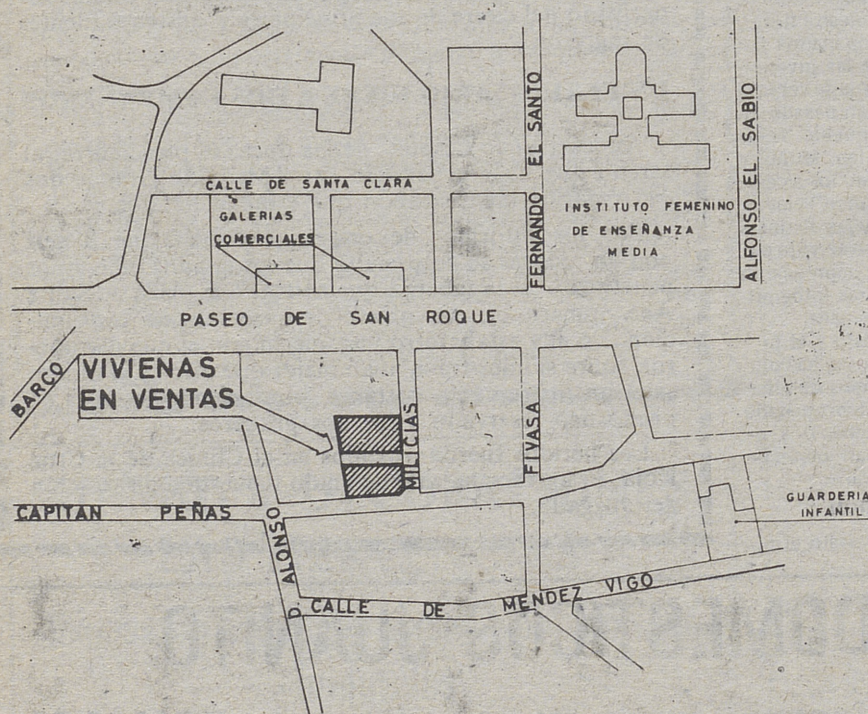 CALLE DE SANTA CLARA
GALERIAS
COMERCIALES
FERNANDO EL SANTO
INSTITUTO FEMENINO
DE ENSEÑANZA
MEDIA
ALFONSO EL SABIO
PASEO DE SAN ROQUE
BARCO
VIVIENAS
EN VENTAS
MILICIAS
FIVASA
CAPITAN PEÑAS
GUARDERIA
INFANTIL
D. ALONSO
CALLE DE MENDEZ VIGO